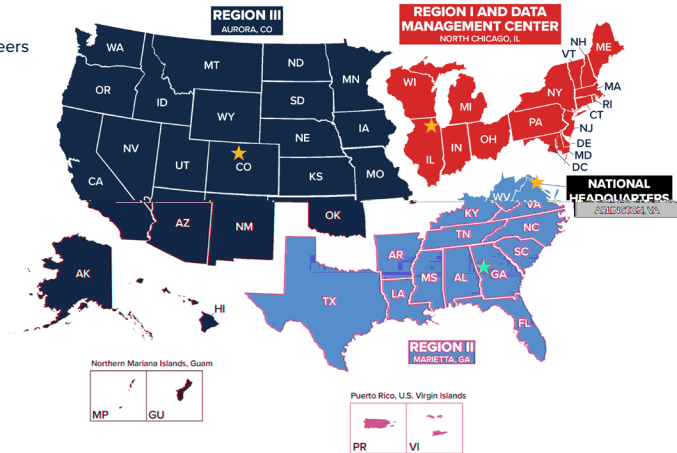 eers
REGION III
AURORA, CO
REGION I AND DATA
MANAGEMENT CENTER
NORTH CHICAGO, IL
WA
MT
ND
MN
OR
ID
WY
SD
NE
IA
NV
UT
CO
KS
MO
CA
AZ
NM
OK
AK
HI
WI
MI
IL
IN
OH
PA
NY
VT
NH
ME
MA
RI
CT
NJ
DE
MD
DC
NATIONAL
HEADQUARTERS
ARLINGTON, VA
WV
VA
KY
TN
NC
SC
AR
MS
AL
GA
LA
TX
FL
REGION II
MARIETTA, GA
Northern Mariana Islands, Guam
MP
GU
Puerto Rico, U.S. Virgin Islands
PR
VI